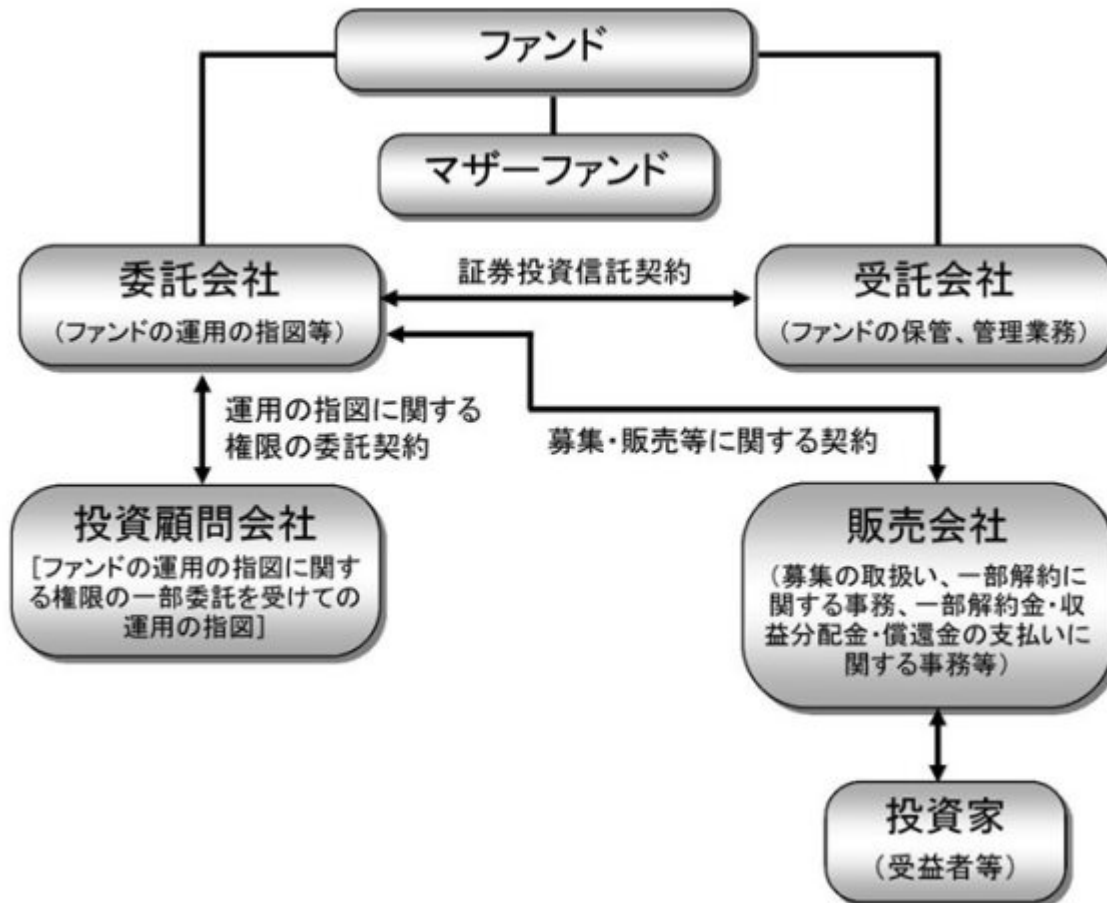 ファンド
マザーファンド
委託会社
(ファンドの運用の指図等)
証券投資信託契約
受託会社
(ファンドの保管、管理業務)
運用の指図に関する
権限の委託契約
募集・販売等に関する契約
投資顧問会社
[ファンドの運用の指図に関す
る権限の一部委託を受けての
運用の指図]
販売会社
(募集の取扱い、一部解約に
関する事務、一部解約金・収
益分配金・償還金の支払いに
関する事務等)
投資家
(受益者等)